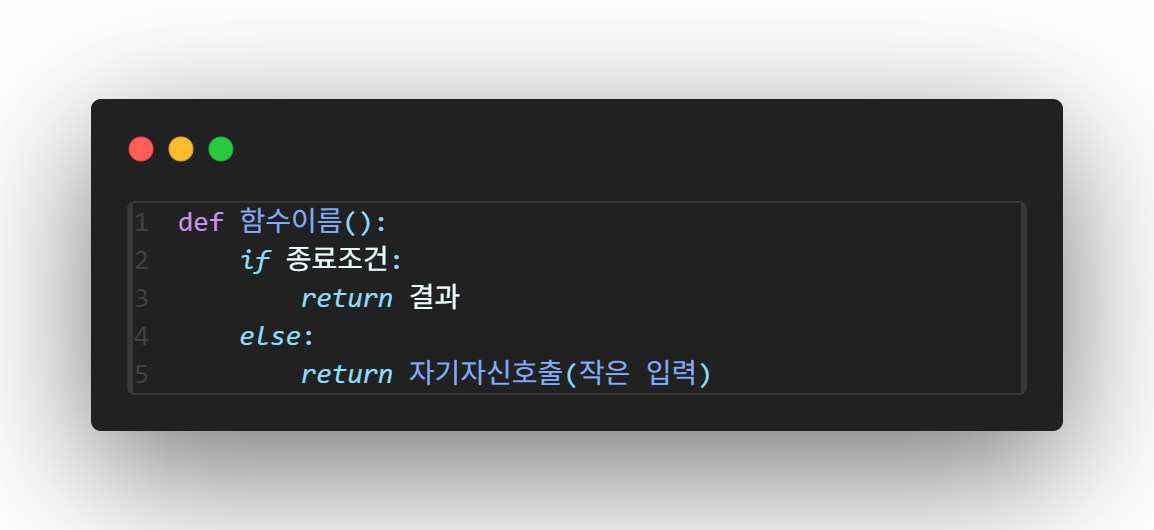 1 def 함수이름():
2     if 종료조건:
3         return 결과
4     else:
5         return 자기자신호출(작은 입력)